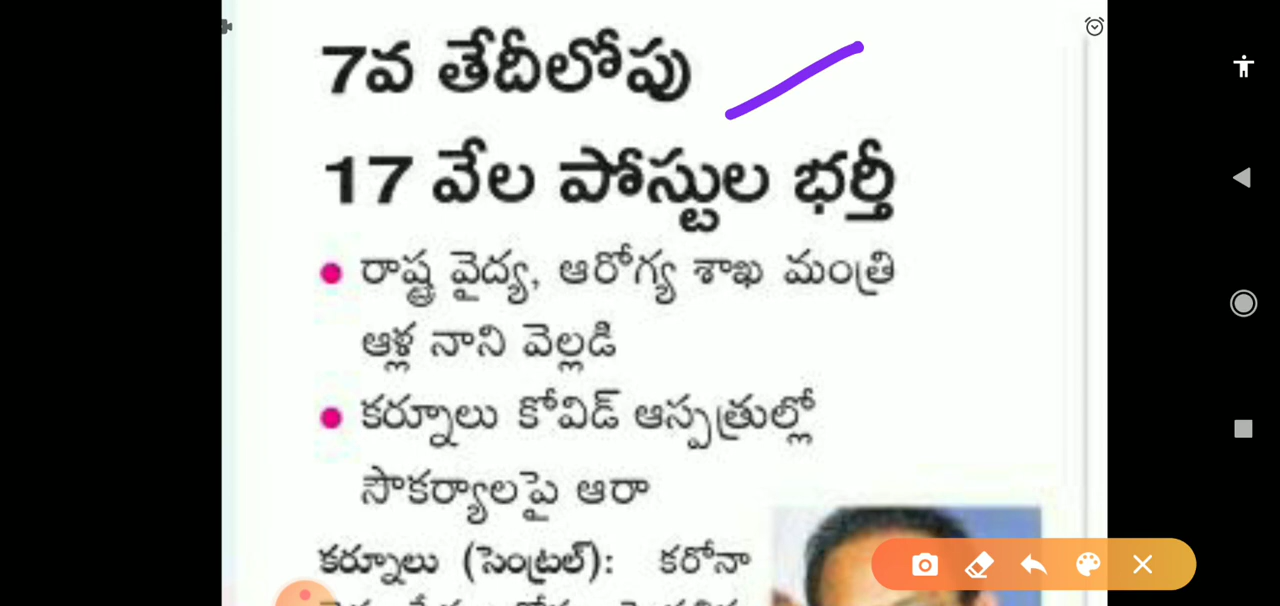 7వ తేదీలోపు
17 వేల పోస్టుల భర్తీ
రాష్ట్ర వైద్య, ఆరోగ్య శాఖ మంత్రి
ఆళ్ల నాని వెల్లడి
కర్నూలు కోవిడ్ ఆస్పత్రుల్లో
సౌకర్యాలపై ఆరా
కర్నూలు (సెంట్రల్): కరోనా